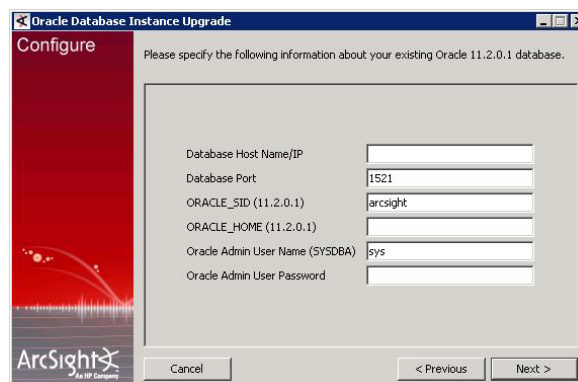 Oracle Database Instance Upgrade
Configure
Please specify the following information about your existing Oracle 11.2.0.1 database.
Database Host Name/IP
Database Port
1521
ORACLE_SID (11.2.0.1)
arcsight
ORACLE_HOME (11.2.0.1)
Oracle Admin User Name (SYSDBA)
sys
Oracle Admin User Password
ArcSight
An HP Company
Cancel
< Previous
Next >